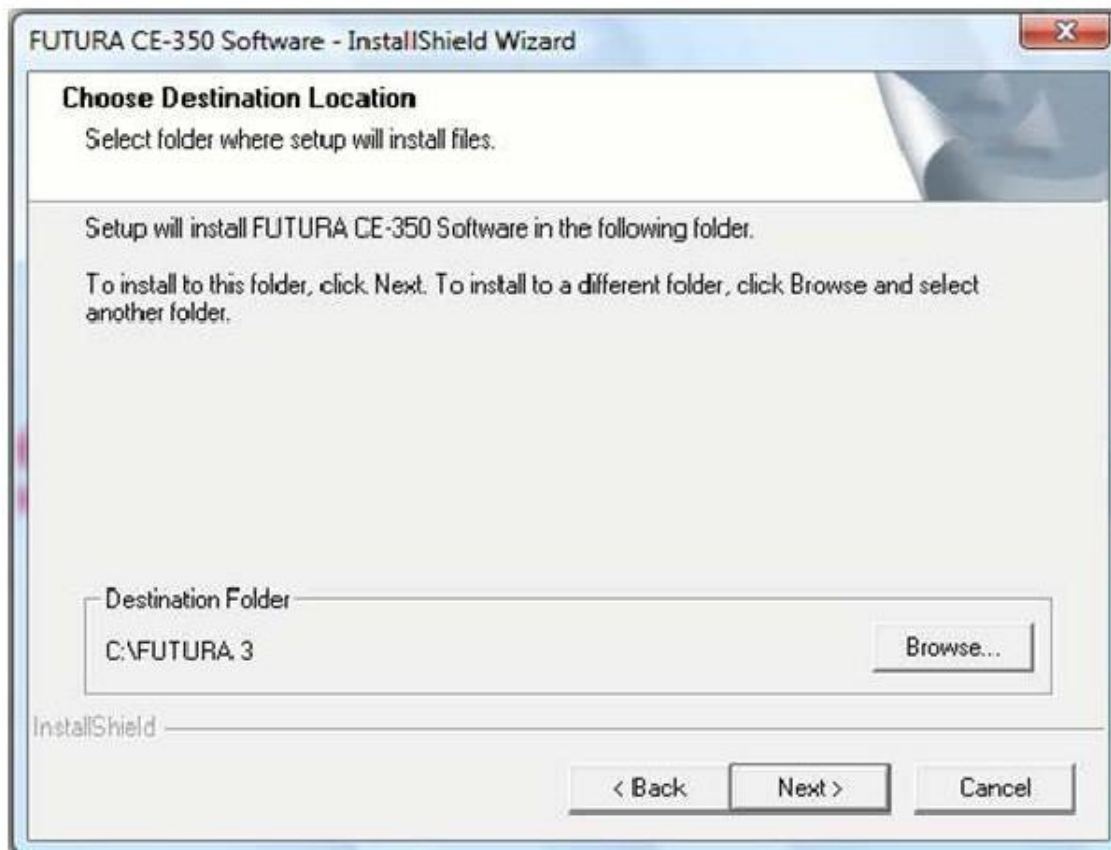 FUTURA CE-350 Software - InstallShield Wizard
Choose Destination Location
Select folder where setup will install files.
Setup will install FUTURA CE-350 Software in the following folder.
To install to this folder, click Next. To install to a different folder, click Browse and select
another folder.
Destination Folder
C:\FUTURA 3
Browse...
InstallShield
< Back
Next >
Cancel